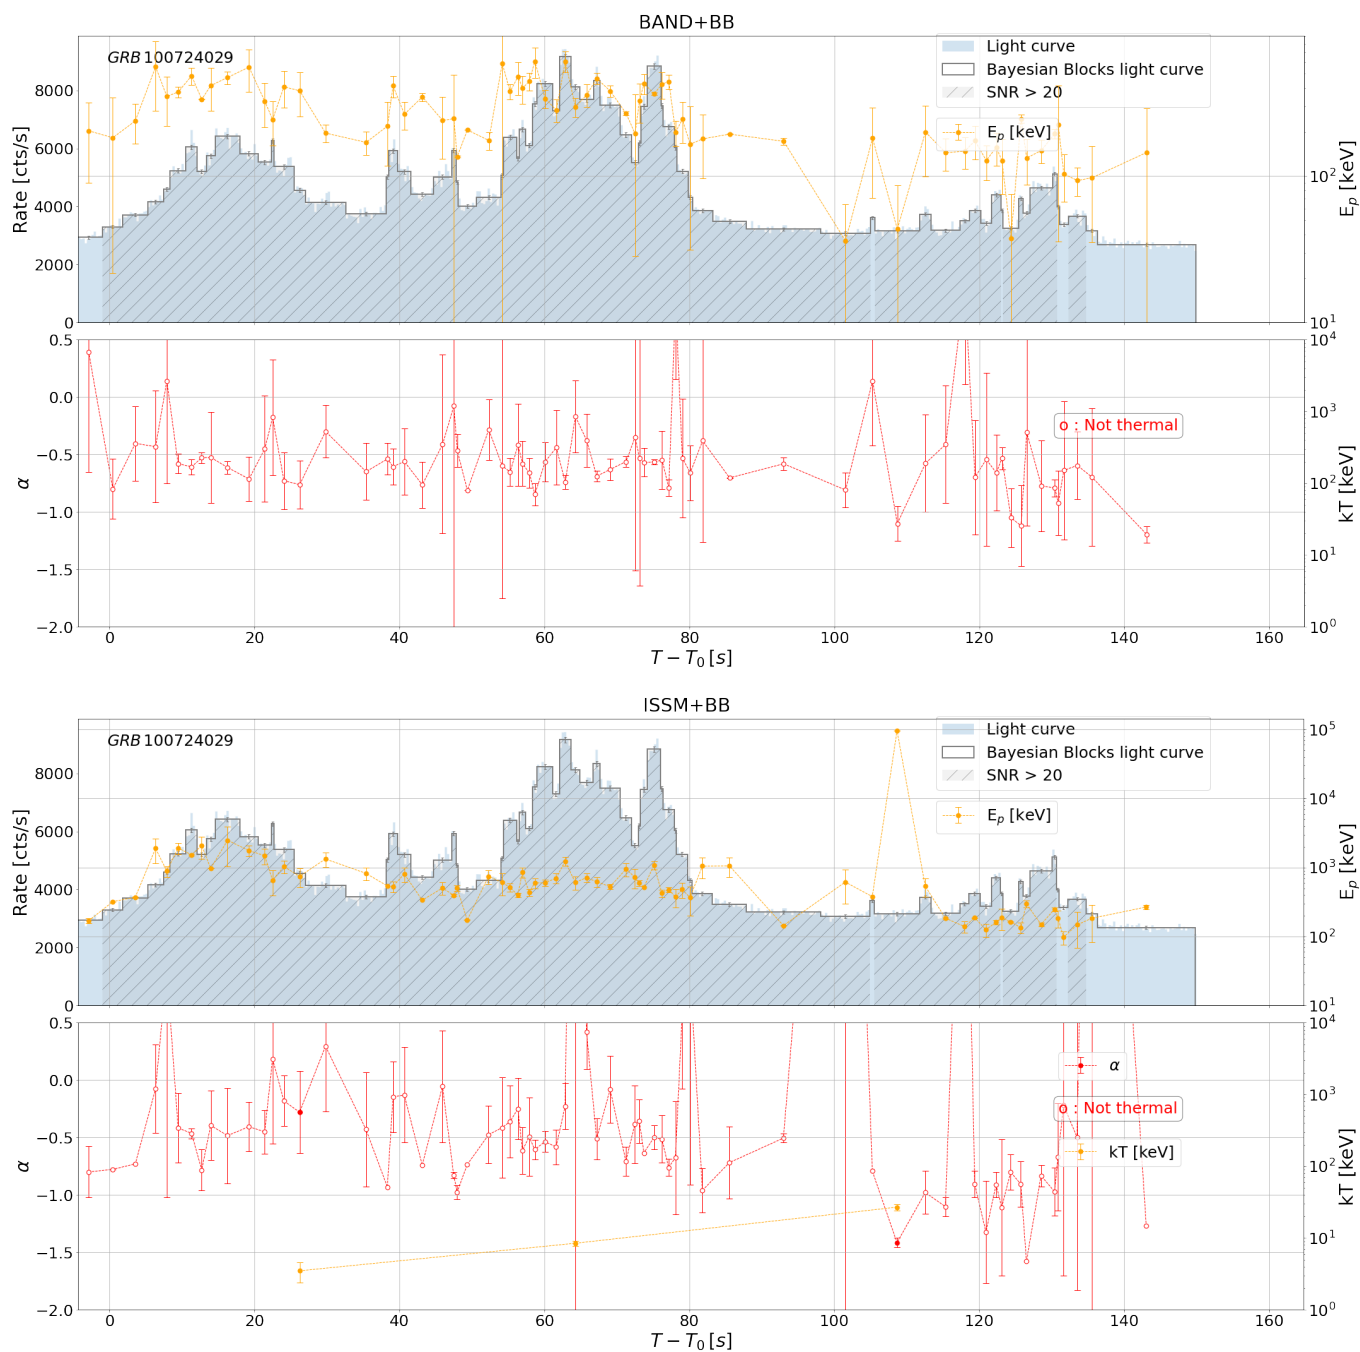 BAND+BB
GRB 100724029
Light curve
Bayesian Blocks light curve
SNR > 20
E_p [keV]
Rate [cts/s]
8000
6000
4000
2000
0
E_p [keV]
10^2
10^1
0.5
0.0
−0.5
−1.0
−1.5
−2.0
α
o : Not thermal
10^4
10^3
10^2
10^1
10^0
kT [keV]
0 20 40 60 80 100 120 140 160
T − T_0 [s]
ISSM+BB
GRB 100724029
Light curve
Bayesian Blocks light curve
SNR > 20
E_p [keV]
Rate [cts/s]
8000
6000
4000
2000
0
10^5
10^4
10^3
10^2
10^1
E_p [keV]
0.5
0.0
−0.5
−1.0
−1.5
−2.0
α
α
o : Not thermal
kT [keV]
10^4
10^3
10^2
10^1
10^0
kT [keV]
0 20 40 60 80 100 120 140 160
T − T_0 [s]